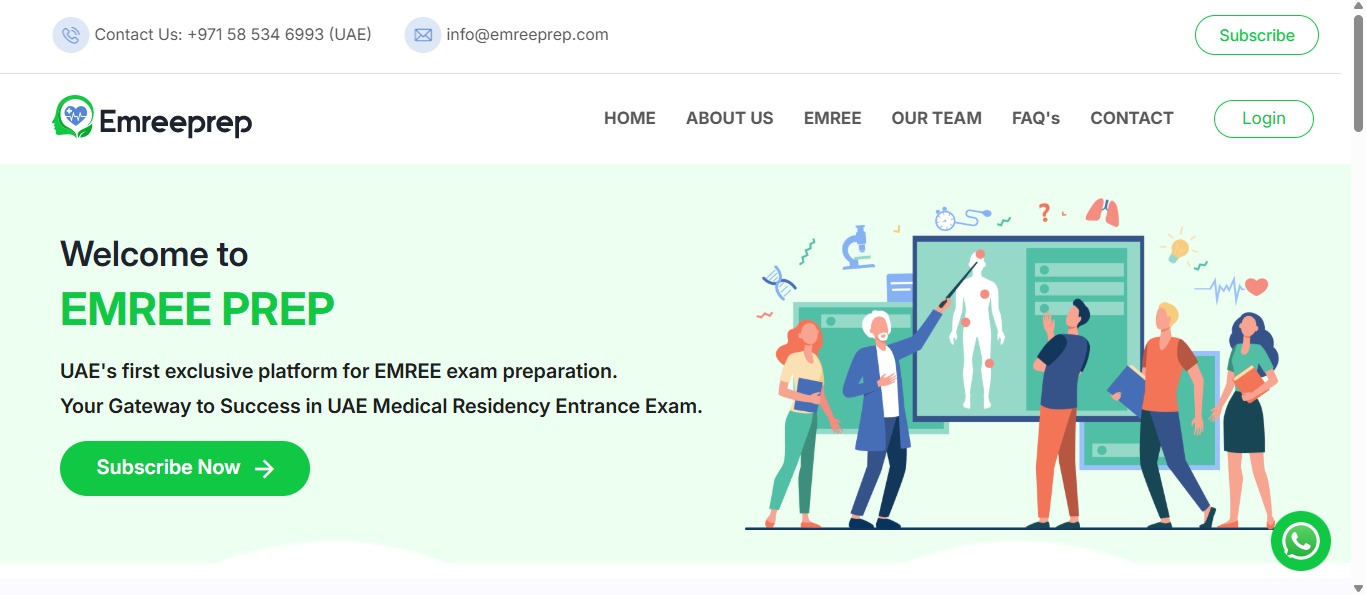 Contact Us: +971 58 534 6993 (UAE)
info@emreeprep.com
Subscribe
Emreeprep
HOME
ABOUT US
EMREE
OUR TEAM
FAQ's
CONTACT
Login
Welcome to
EMREE PREP
UAE's first exclusive platform for EMREE exam preparation.
Your Gateway to Success in UAE Medical Residency Entrance Exam.
Subscribe Now
?